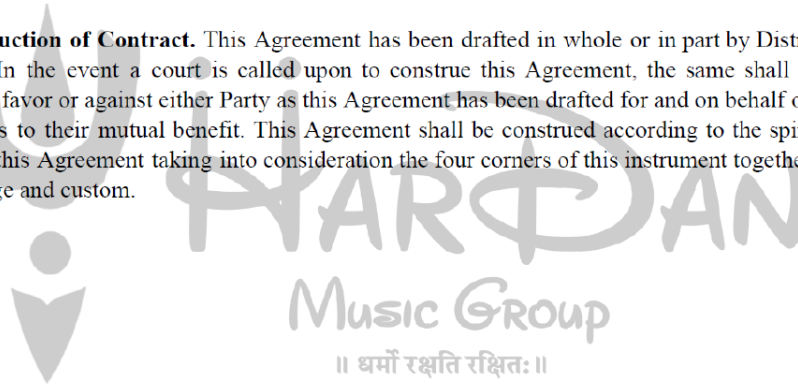 uction of Contract. This Agreement has been drafted in whole or in part by Distr
In the event a court is called upon to construe this Agreement, the same shall
favor or against either Party as this Agreement has been drafted for and on behalf o
s to their mutual benefit. This Agreement shall be construed according to the spi
this Agreement taking into consideration the four corners of this instrument togethe
ge and custom.
HARDAN
MUSIC GROUP
॥ धर्मो रक्षति रक्षितः॥